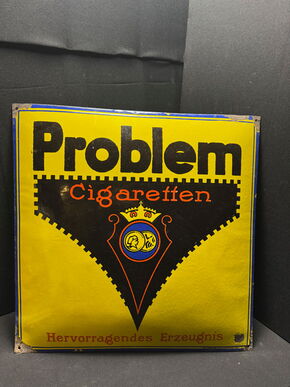 Problem
Cigaretten
Hervorragendes Erzeugnis